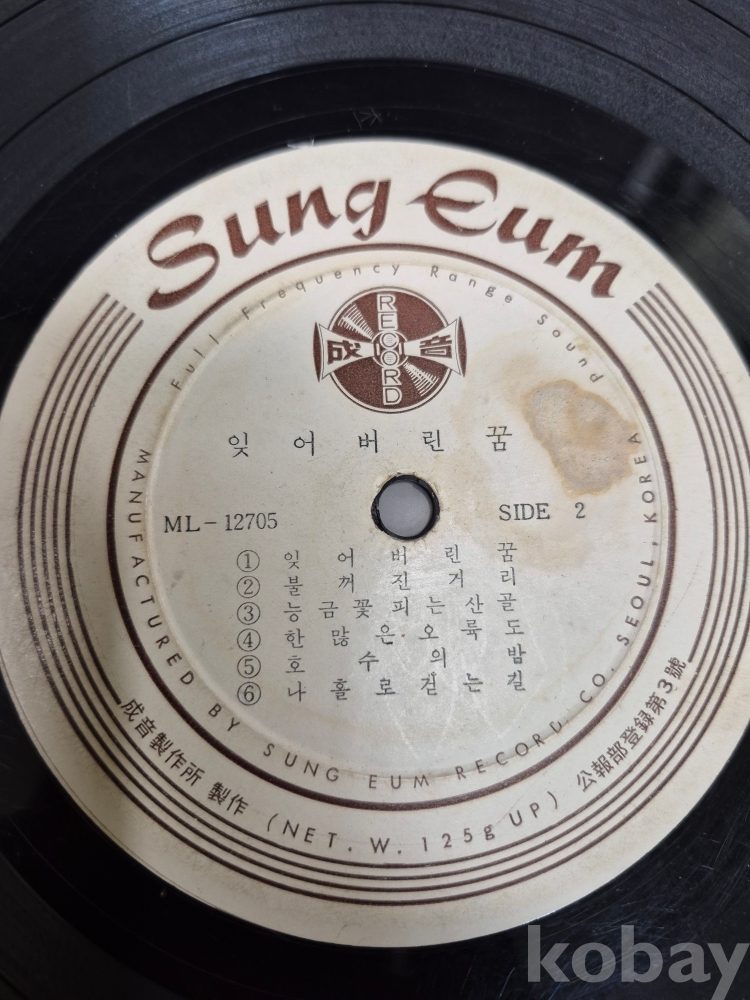 Sung Eum
Full Frequency Range Sound
RECORD
成音
잊어버린꿈
ML-12705
SIDE 2
① 잊어버린꿈
② 불꺼진거리
③ 능금꽃피는산골
④ 한많은오륙도
⑤ 호수의밤
⑥ 나홀로걷는길
MANUFACTURED BY SUNG EUM RECORD CO. SEOUL, KOREA
成音製作所 製作 (NET. W. 125g UP) 公報部登録第3號
kobay